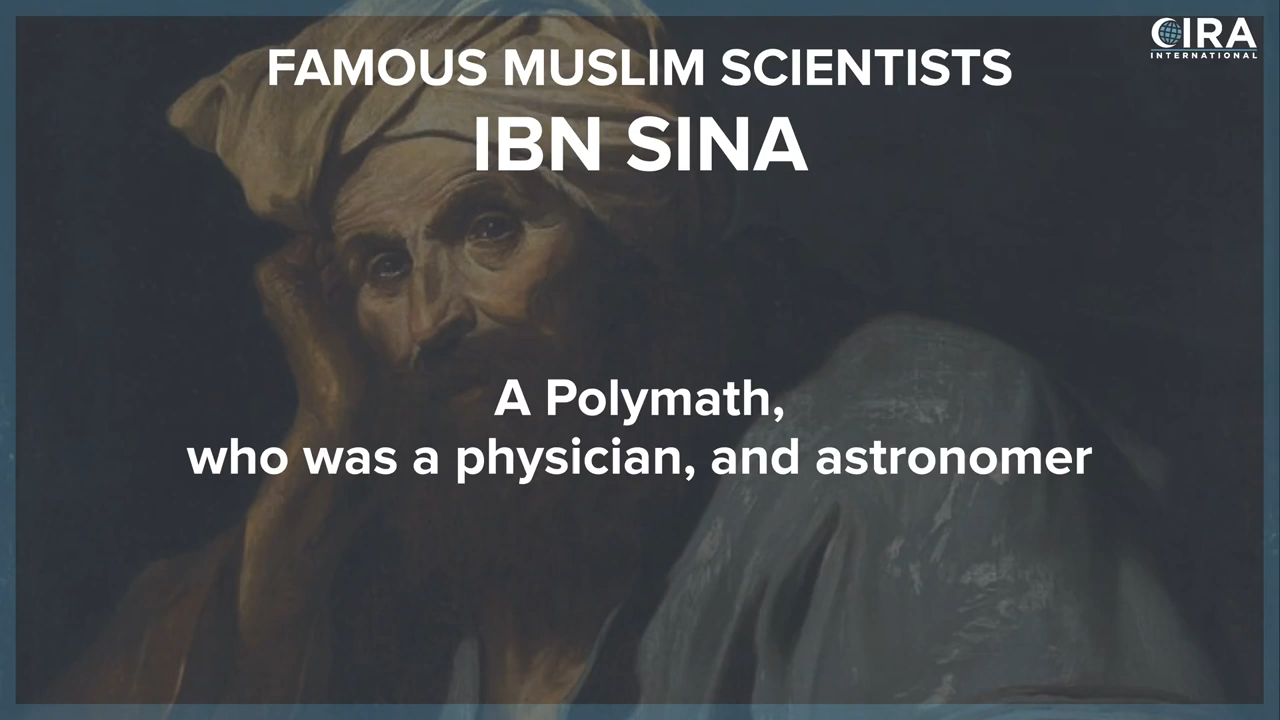 CIRA
INTERNATIONAL
FAMOUS MUSLIM SCIENTISTS
IBN SINA
A Polymath,
who was a physician, and astronomer